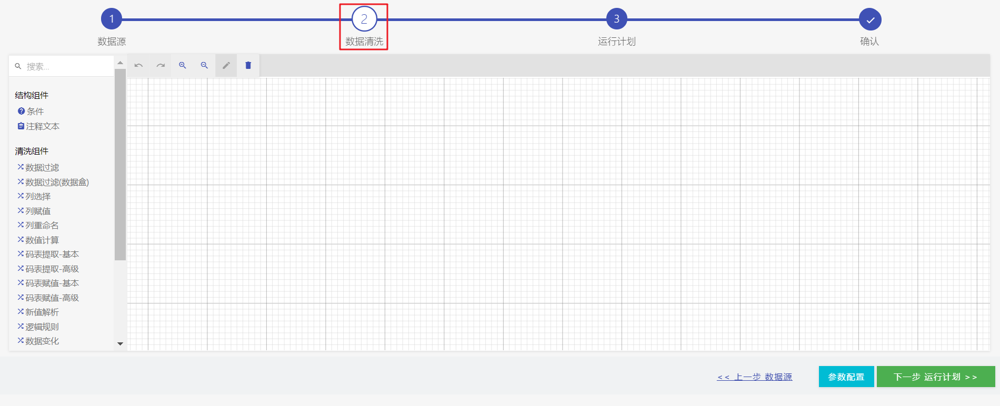 1
2
3
数据源
数据清洗
运行计划
确认
搜索...
结构组件
条件
注释文本
清洗组件
数据过滤
数据过滤(数据盒)
列选择
列赋值
列重命名
数值计算
码表提取-基本
码表提取-高级
码表赋值-基本
码表赋值-高级
新值解析
逻辑规则
数据变化
<< 上一步 数据源
参数配置
下一步 运行计划 >>